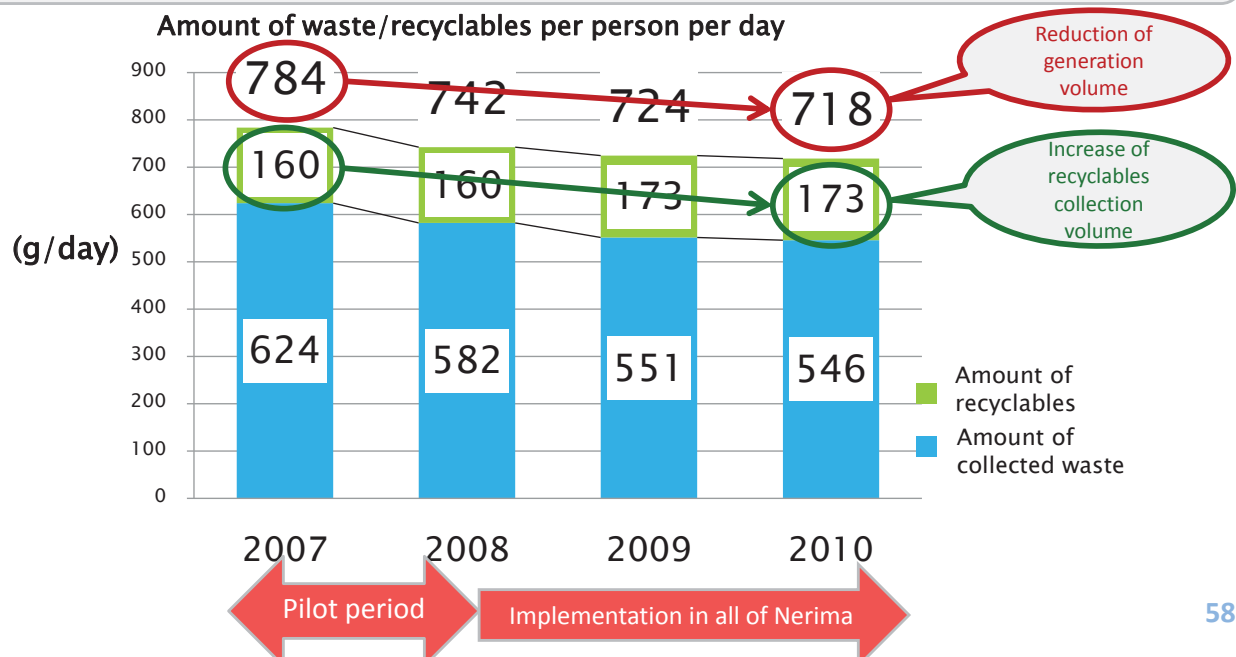 Amount of waste/recyclables per person per day
Reduction of
generation
volume
900
784
742
724
718
800
Increase of
recyclables
collection
volume
700
160
160
173
173
600
(g/day)
500
400
300
624
582
551
546
200
100
0
Amount of
recyclables
Amount of
collected waste
2007
2008
2009
2010
Pilot period
Implementation in all of Nerima
58